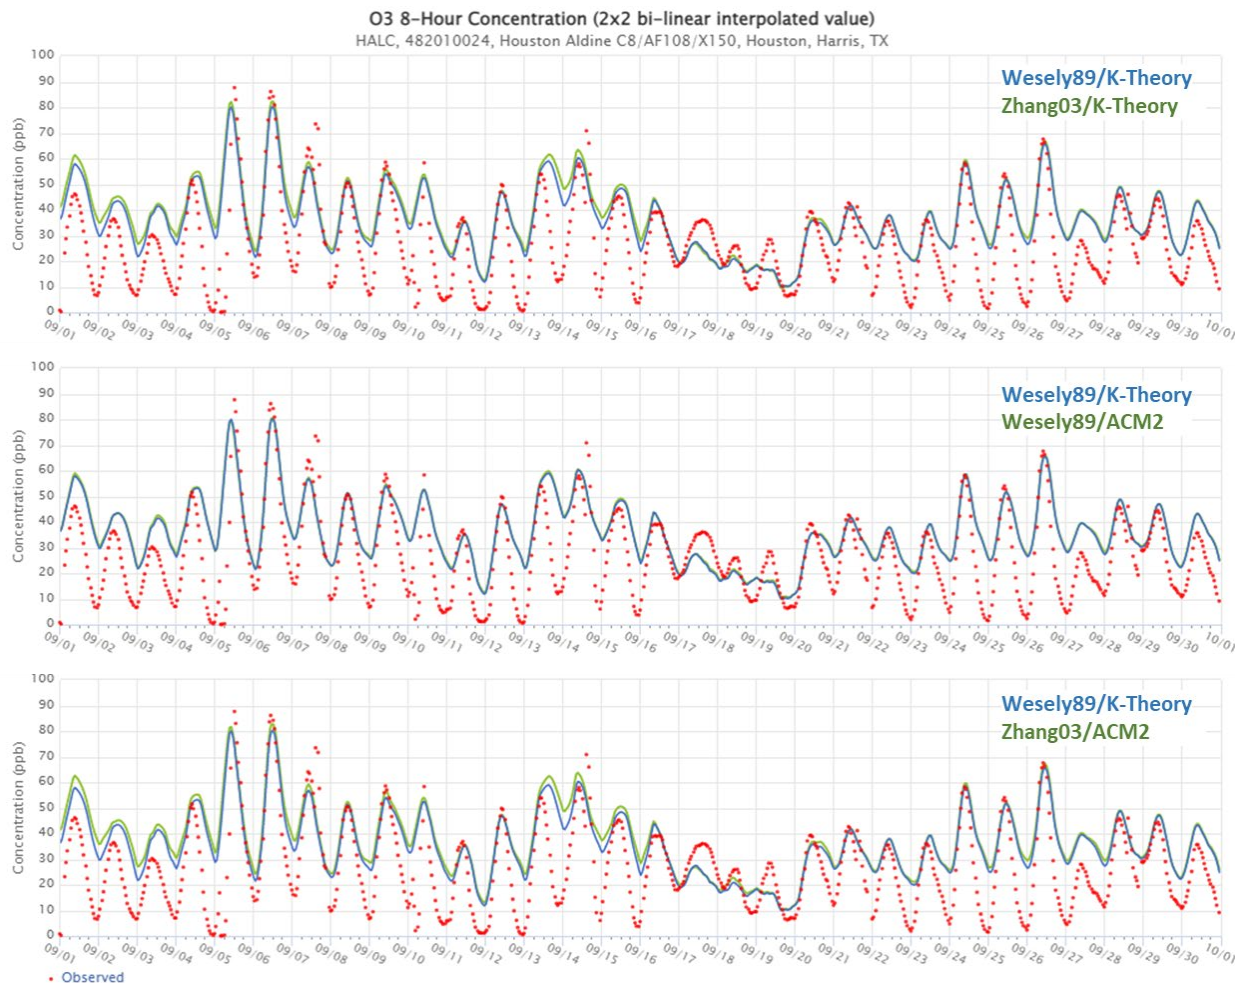 O3 8-Hour Concentration (2x2 bi-linear interpolated value)
HALC, 482010024, Houston Aldine C8/AF108/X150, Houston, Harris, TX
Wesely89/K-Theory
Zhang03/K-Theory
Concentration (ppb)
100
90
80
70
60
50
40
30
20
10
0
09/01 09/02 09/03 09/04 09/05 09/06 09/07 09/08 09/09 09/10 09/11 09/12 09/13 09/14 09/15 09/16 09/17 09/18 09/19 09/20 09/21 09/22 09/23 09/24 09/25 09/26 09/27 09/28 09/29 09/30 10/01
Wesely89/K-Theory
Wesely89/ACM2
Concentration (ppb)
100
90
80
70
60
50
40
30
20
10
0
09/01 09/02 09/03 09/04 09/05 09/06 09/07 09/08 09/09 09/10 09/11 09/12 09/13 09/14 09/15 09/16 09/17 09/18 09/19 09/20 09/21 09/22 09/23 09/24 09/25 09/26 09/27 09/28 09/29 09/30 10/01
Wesely89/K-Theory
Zhang03/ACM2
Concentration (ppb)
100
90
80
70
60
50
40
30
20
10
0
09/01 09/02 09/03 09/04 09/05 09/06 09/07 09/08 09/09 09/10 09/11 09/12 09/13 09/14 09/15 09/16 09/17 09/18 09/19 09/20 09/21 09/22 09/23 09/24 09/25 09/26 09/27 09/28 09/29 09/30 10/01
Observed